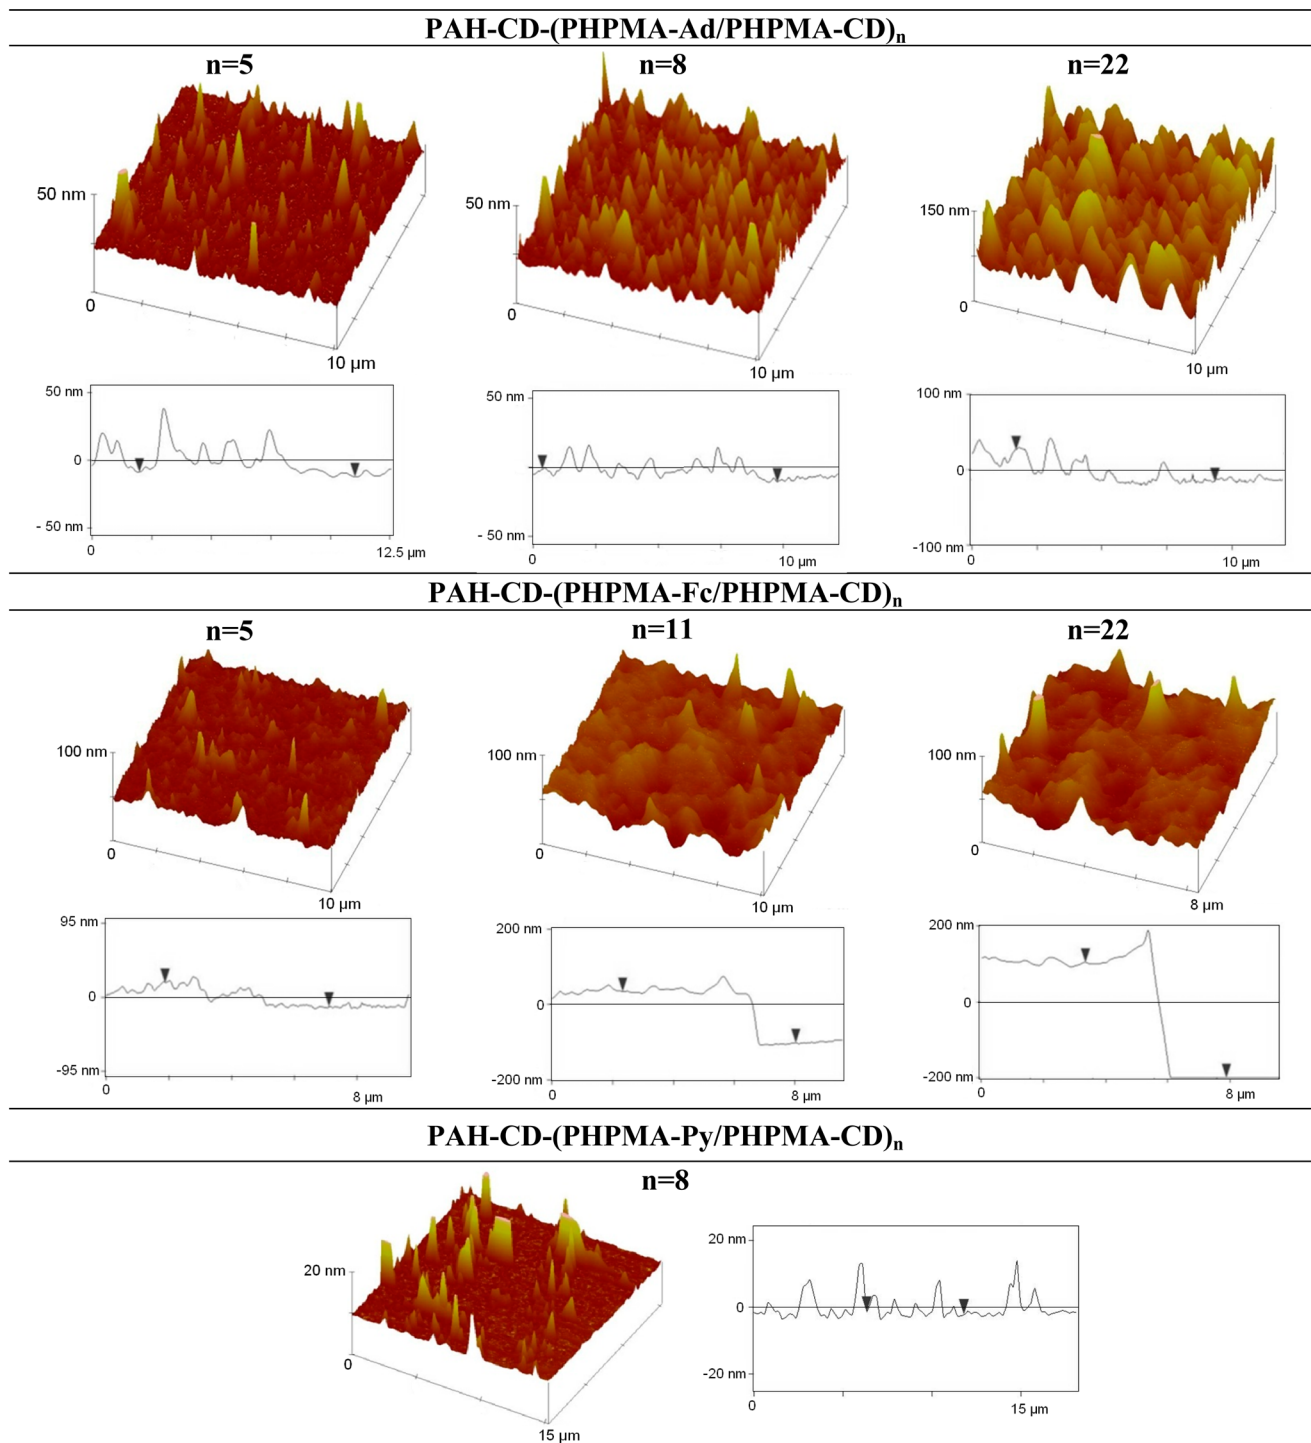 PAH-CD-(PHPMA-Ad/PHPMA-CD)n
n=5 n=8 n=22
50 nm
0
10 µm
50 nm
0
10 µm
150 nm
0
10 µm
50 nm
0
- 50 nm
0 12.5 µm
50 nm
0
- 50 nm
0 10 µm
100 nm
0
-100 nm
0 10 µm
PAH-CD-(PHPMA-Fc/PHPMA-CD)n
n=5 n=11 n=22
100 nm
0
10 µm
100 nm
0
10 µm
100 nm
0
8 µm
95 nm
0
-95 nm
0 8 µm
200 nm
0
-200 nm
0 8 µm
200 nm
0
-200 nm
0 8 µm
PAH-CD-(PHPMA-Py/PHPMA-CD)n
n=8
20 nm
0
15 µm
20 nm
0
-20 nm
0 15 µm